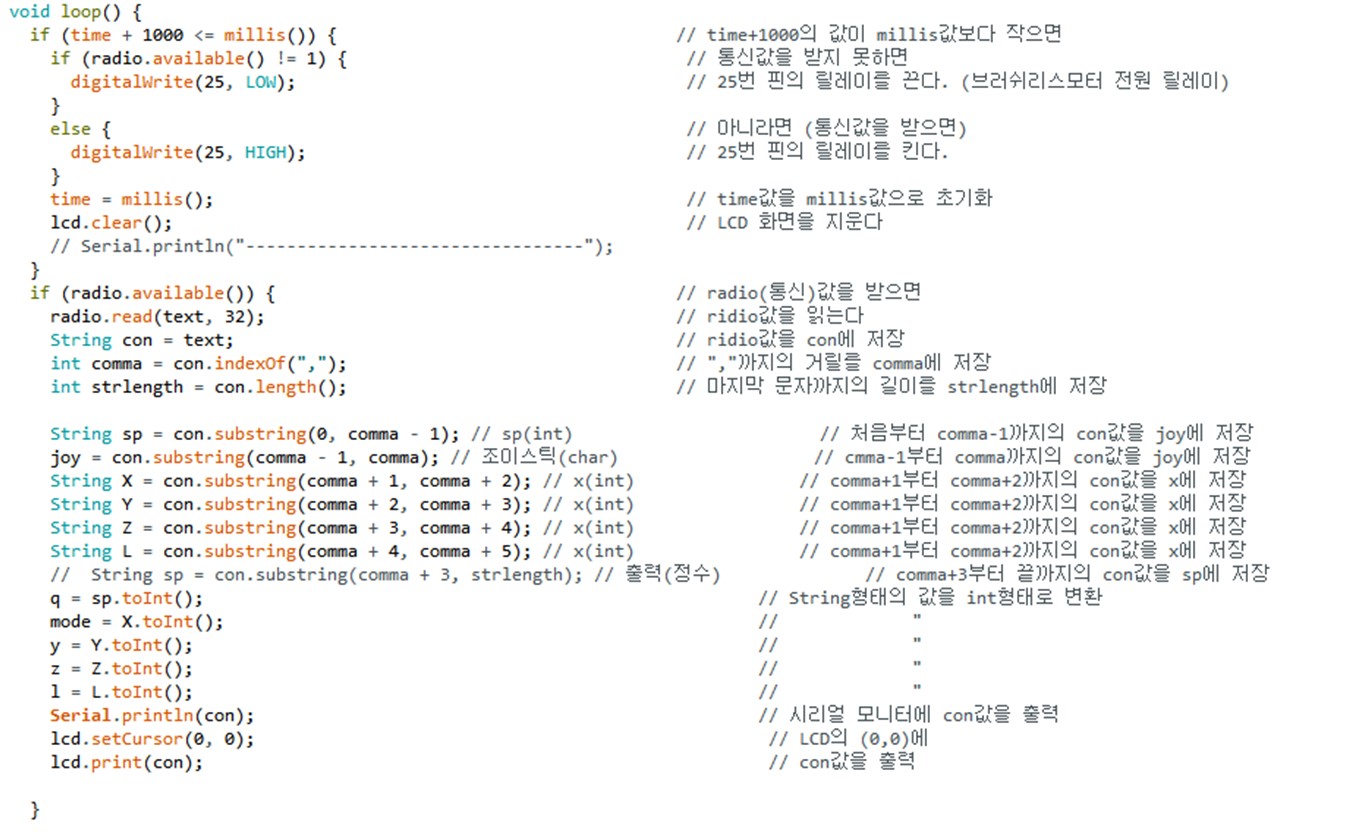 void loop() {
if (time + 1000 <= millis()) { // time+1000의 값이 millis값보다 작으면
if (radio.available() != 1) { // 통신값을 받지 못하면
digitalWrite(25, LOW); // 25번 핀의 릴레이를 끈다. (브러쉬리스모터 전원 릴레이)
}
else { // 아니라면 (통신값을 받으면)
digitalWrite(25, HIGH); // 25번 핀의 릴레이를 킨다.
}
time = millis(); // time값을 millis값으로 초기화
lcd.clear(); // LCD 화면을 지운다
// Serial.println("---------------------------------");
}
if (radio.available()) { // radio(통신)값을 받으면
radio.read(text, 32); // ridio값을 읽는다
String con = text; // ridio값을 con에 저장
int comma = con.indexOf(","); // ","까지의 거릴를 comma에 저장
int strlength = con.length(); // 마지막 문자까지의 길이를 strlength에 저장
String sp = con.substring(0, comma - 1); // sp(int) // 처음부터 comma-1까지의 con값을 joy에 저장
joy = con.substring(comma - 1, comma); // 조이스틱(char) // cmma-1부터 comma까지의 con값을 joy에 저장
String X = con.substring(comma + 1, comma + 2); // x(int) // comma+1부터 comma+2까지의 con값을 x에 저장
String Y = con.substring(comma + 2, comma + 3); // x(int) // comma+1부터 comma+2까지의 con값을 x에 저장
String Z = con.substring(comma + 3, comma + 4); // x(int) // comma+1부터 comma+2까지의 con값을 x에 저장
String L = con.substring(comma + 4, comma + 5); // x(int) // comma+1부터 comma+2까지의 con값을 x에 저장
// String sp = con.substring(comma + 3, strlength); // 출력(정수) // comma+3부터 끝까지의 con값을 sp에 저장
q = sp.toInt(); // String형태의 값을 int형태로 변환
mode = X.toInt(); // "
y = Y.toInt(); // "
z = Z.toInt(); // "
l = L.toInt(); // "
Serial.println(con); // 시리얼 모니터에 con값을 출력
lcd.setCursor(0, 0); // LCD의 (0,0)에
lcd.print(con); // con값을 출력
}